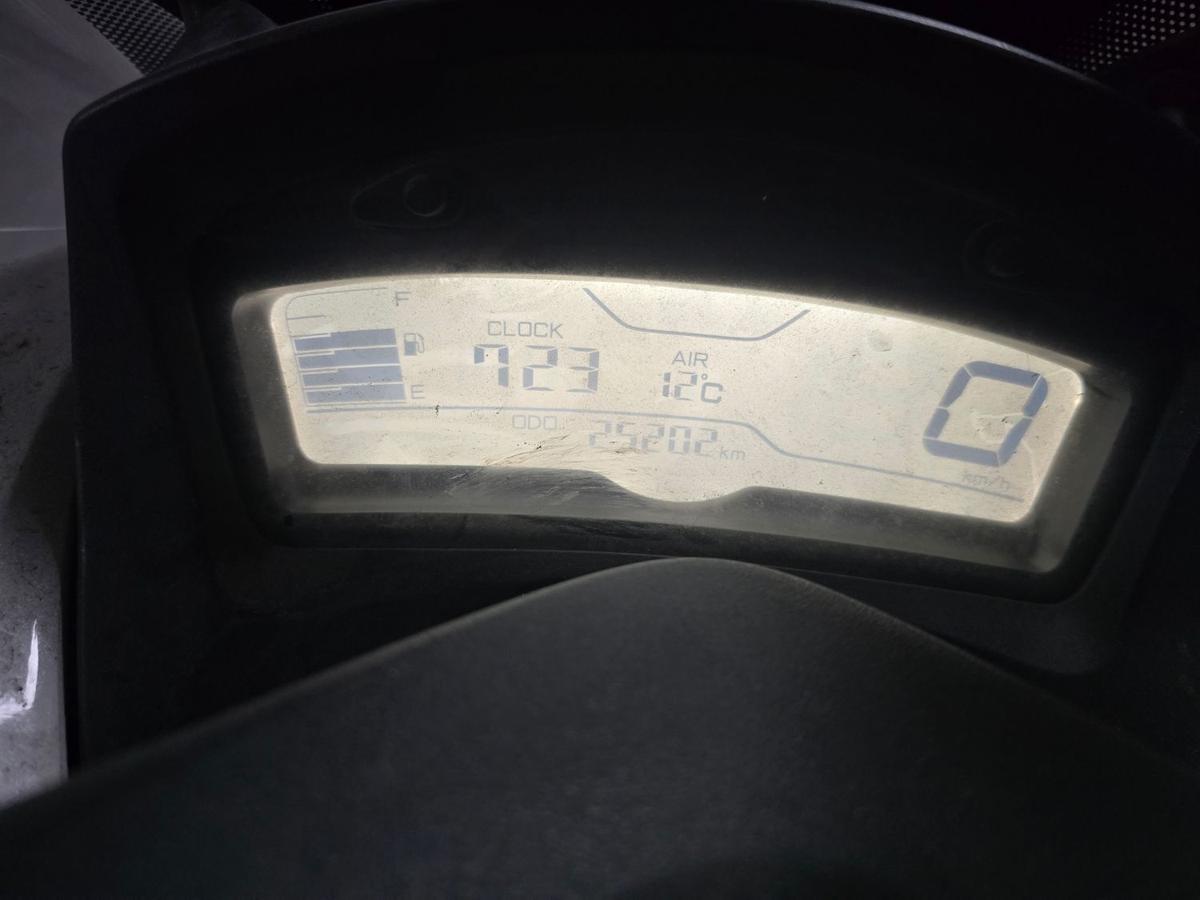 F
CLOCK
E
723
AIR
12°C
ODO
25202 km
0
km/h